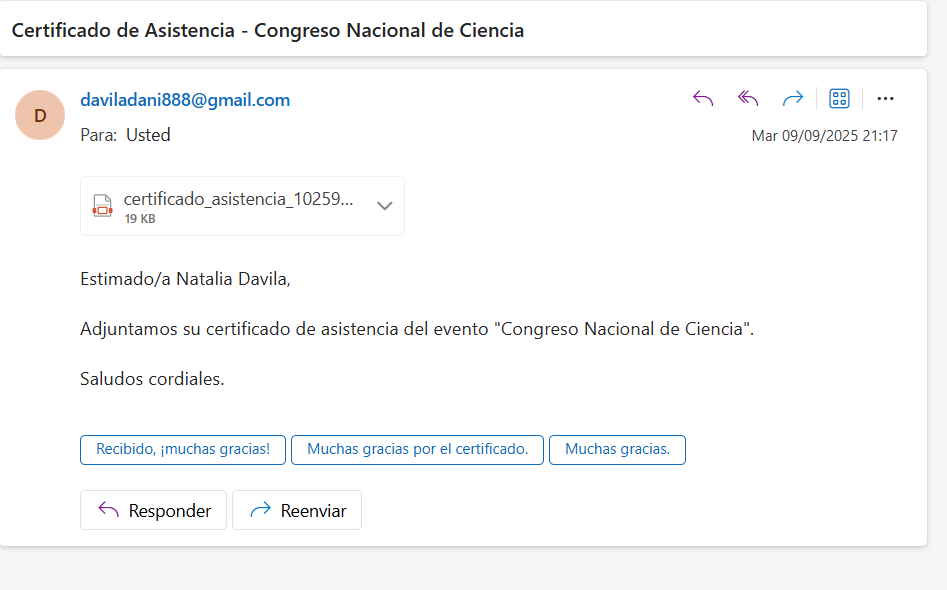 Certificado de Asistencia - Congreso Nacional de Ciencia
D
daviladani888@gmail.com
Para: Usted
Mar 09/09/2025 21:17
certificado_asistencia_10259...
19 KB
Estimado/a Natalia Davila,
Adjuntamos su certificado de asistencia del evento "Congreso Nacional de Ciencia".
Saludos cordiales.
Recibido, ¡muchas gracias! Muchas gracias por el certificado. Muchas gracias.
Responder Reenviar